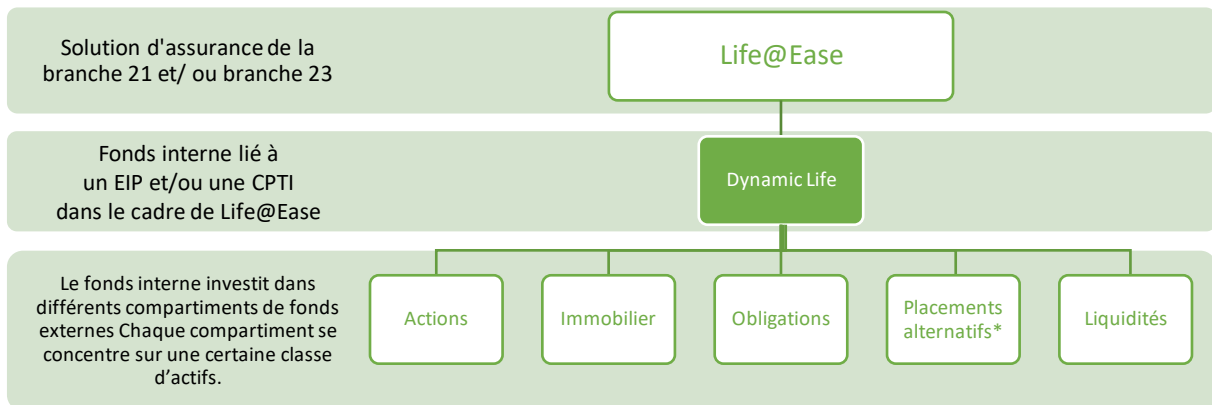 Solution d'assurance de la
branche 21 et/ ou branche 23
Life@Ease
Fonds interne lié à
un EIP et/ou une CPTI
dans le cadre de Life@Ease
Dynamic Life
Le fonds interne investit dans
différents compartiments de fonds
externes Chaque compartiment se
concentre sur une certaine classe
d’actifs.
Actions
Immobilier
Obligations
Placements
alternatifs*
Liquidités